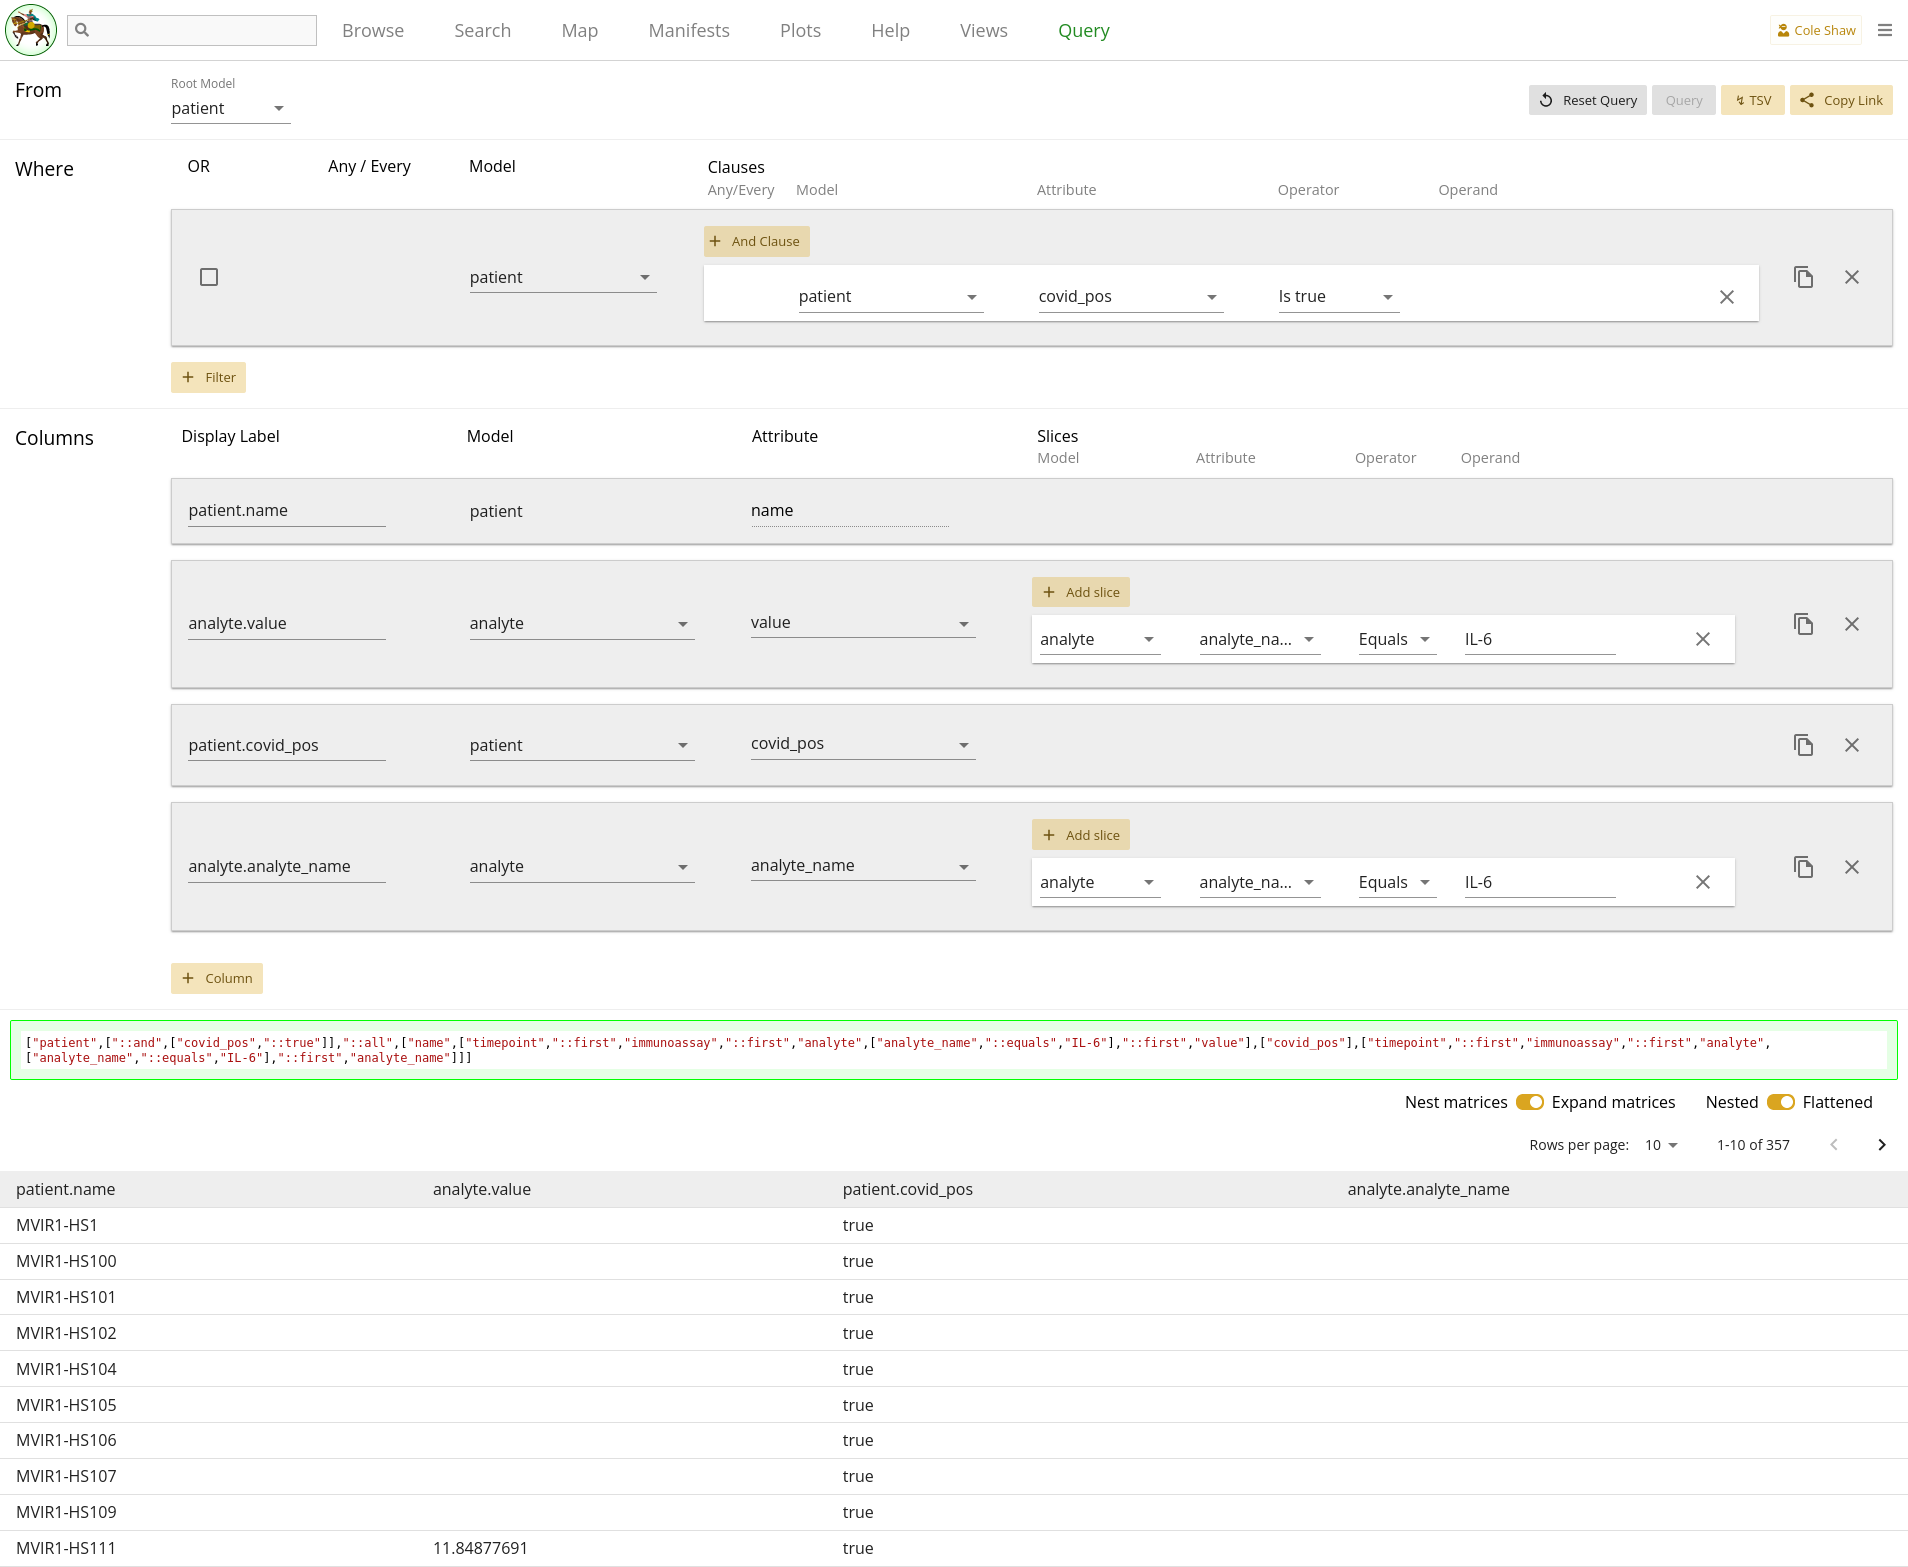 Browse Search Map Manifests Plots Help Views Query Cole Shaw
From
Root Model
patient
Reset Query Query ↯ TSV Copy Link
Where OR Any / Every Model Clauses
Any/Every Model Attribute Operator Operand
+ And Clause
patient
patient covid_pos Is true
+ Filter
Columns Display Label Model Attribute Slices
Model Attribute Operator Operand
patient.name patient name
+ Add slice
analyte.value analyte value
analyte analyte_na... Equals IL-6
patient.covid_pos patient covid_pos
+ Add slice
analyte.analyte_name analyte analyte_name
analyte analyte_na... Equals IL-6
+ Column
["patient",["::and",["covid_pos","::true"]],"::all",["name",["timepoint","::first","immunoassay","::first","analyte",["analyte_name","::equals","IL-6"],"::first","value"],["covid_pos"],["timepoint","::first","immunoassay","::first","analyte",
["analyte_name","::equals","IL-6"],"::first","analyte_name"]]]
Nest matrices Expand matrices Nested Flattened
Rows per page: 10 1-10 of 357
patient.name analyte.value patient.covid_pos analyte.analyte_name
MVIR1-HS1 true
MVIR1-HS100 true
MVIR1-HS101 true
MVIR1-HS102 true
MVIR1-HS104 true
MVIR1-HS105 true
MVIR1-HS106 true
MVIR1-HS107 true
MVIR1-HS109 true
MVIR1-HS111 11.84877691 true